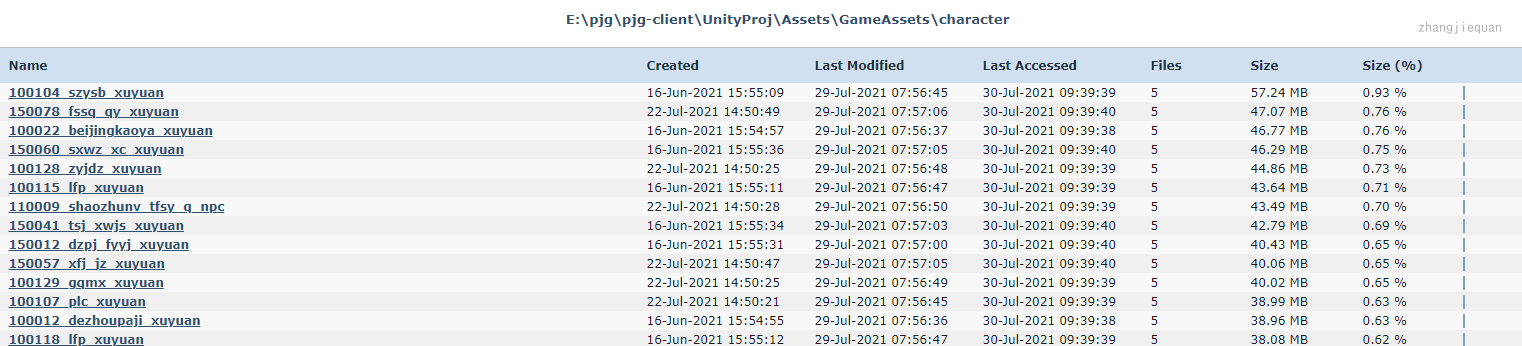 E:\pjg\pjg-client\UnityProj\Assets\GameAssets\character
zhangjiequan
Name Created Last Modified Last Accessed Files Size Size (%)
100104_szysb_xuyuan 16-Jun-2021 15:55:09 29-Jul-2021 07:56:45 30-Jul-2021 09:39:39 5 57.24 MB 0.93 %
150078_fssq_qy_xuyuan 22-Jul-2021 14:50:49 29-Jul-2021 07:57:06 30-Jul-2021 09:39:40 5 47.07 MB 0.76 %
100022_beijingkaoya_xuyuan 16-Jun-2021 15:54:57 29-Jul-2021 07:56:37 30-Jul-2021 09:39:38 5 46.77 MB 0.76 %
150060_sxwz_xc_xuyuan 16-Jun-2021 15:55:36 29-Jul-2021 07:57:05 30-Jul-2021 09:39:40 5 46.29 MB 0.75 %
100128_zyjdz_xuyuan 22-Jul-2021 14:50:25 29-Jul-2021 07:56:48 30-Jul-2021 09:39:39 5 44.86 MB 0.73 %
100115_lfp_xuyuan 16-Jun-2021 15:55:11 29-Jul-2021 07:56:47 30-Jul-2021 09:39:39 5 43.64 MB 0.71 %
110009_shaozhunv_tfsy_q_npc 22-Jul-2021 14:50:28 29-Jul-2021 07:56:50 30-Jul-2021 09:39:39 5 43.49 MB 0.70 %
150041_tsj_xwjs_xuyuan 16-Jun-2021 15:55:34 29-Jul-2021 07:57:03 30-Jul-2021 09:39:40 5 42.79 MB 0.69 %
150012_dzpj_fyyj_xuyuan 16-Jun-2021 15:55:31 29-Jul-2021 07:57:00 30-Jul-2021 09:39:40 5 40.43 MB 0.65 %
150057_xfj_jz_xuyuan 22-Jul-2021 14:50:47 29-Jul-2021 07:57:05 30-Jul-2021 09:39:40 5 40.06 MB 0.65 %
100129_gqmx_xuyuan 22-Jul-2021 14:50:25 29-Jul-2021 07:56:49 30-Jul-2021 09:39:39 5 40.02 MB 0.65 %
100107_plc_xuyuan 22-Jul-2021 14:50:21 29-Jul-2021 07:56:45 30-Jul-2021 09:39:39 5 38.99 MB 0.63 %
100012_dezhoupaji_xuyuan 16-Jun-2021 15:54:55 29-Jul-2021 07:56:36 30-Jul-2021 09:39:38 5 38.96 MB 0.63 %
100118_lfp_xuyuan 16-Jun-2021 15:55:12 29-Jul-2021 07:56:47 30-Jul-2021 09:39:39 5 38.08 MB 0.62 %